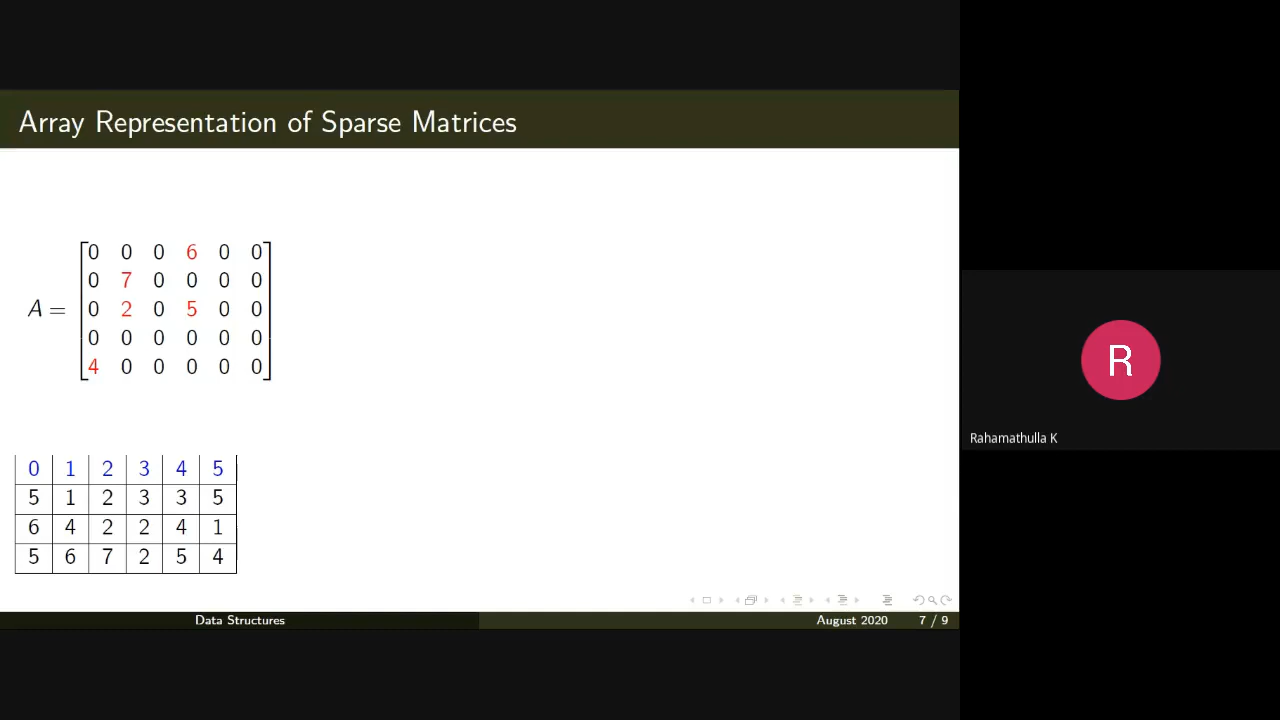 Array Representation of Sparse Matrices
0 0 0 6 0 0
0 7 0 0 0 0
A = 0 2 0 5 0 0
0 0 0 0 0 0
4 0 0 0 0 0
0 1 2 3 4 5
5 1 2 3 3 5
6 4 2 2 4 1
5 6 7 2 5 4
Data Structures August 2020 7 / 9
R
Rahamathulla K